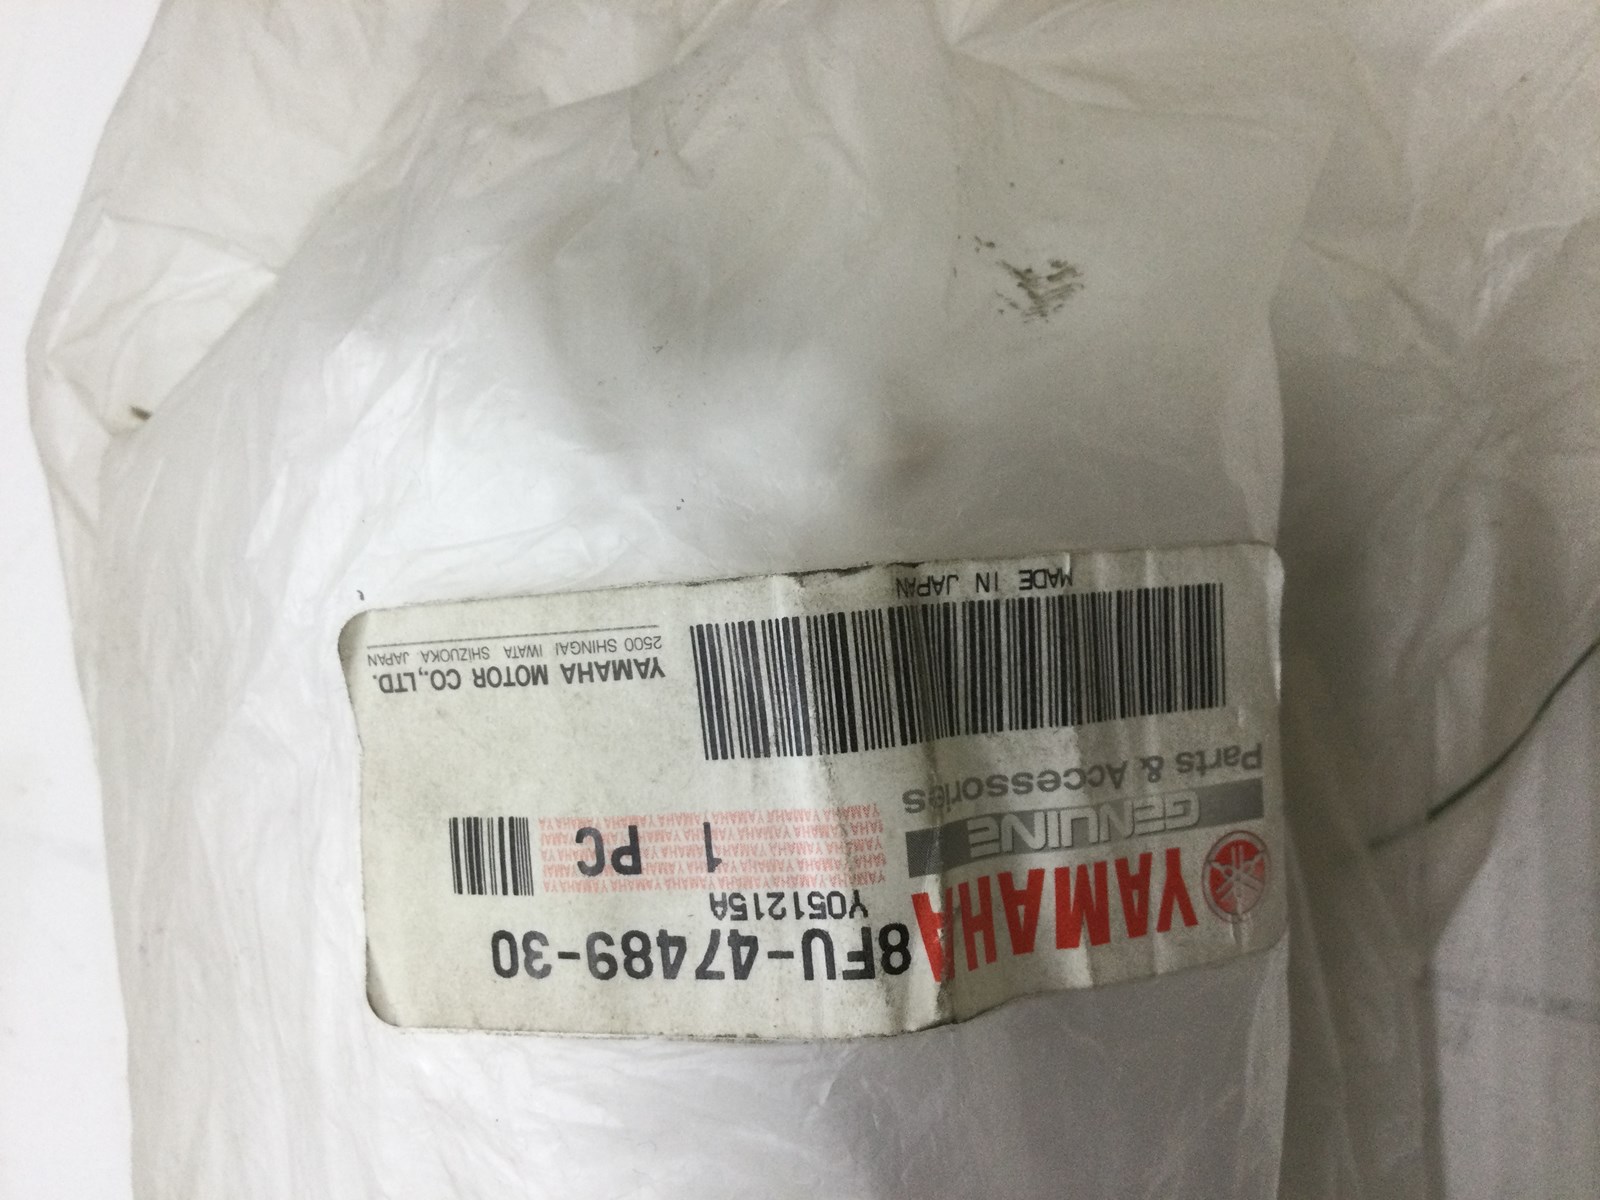 YAMAHA
GENUINE
Parts & Accessories
8FU-47489-30
Y051215A
1 PC
YAMAHA MOTOR CO.,LTD.
2500 SHINGAI IWATA SHIZUOKA JAPAN
MADE IN JAPAN